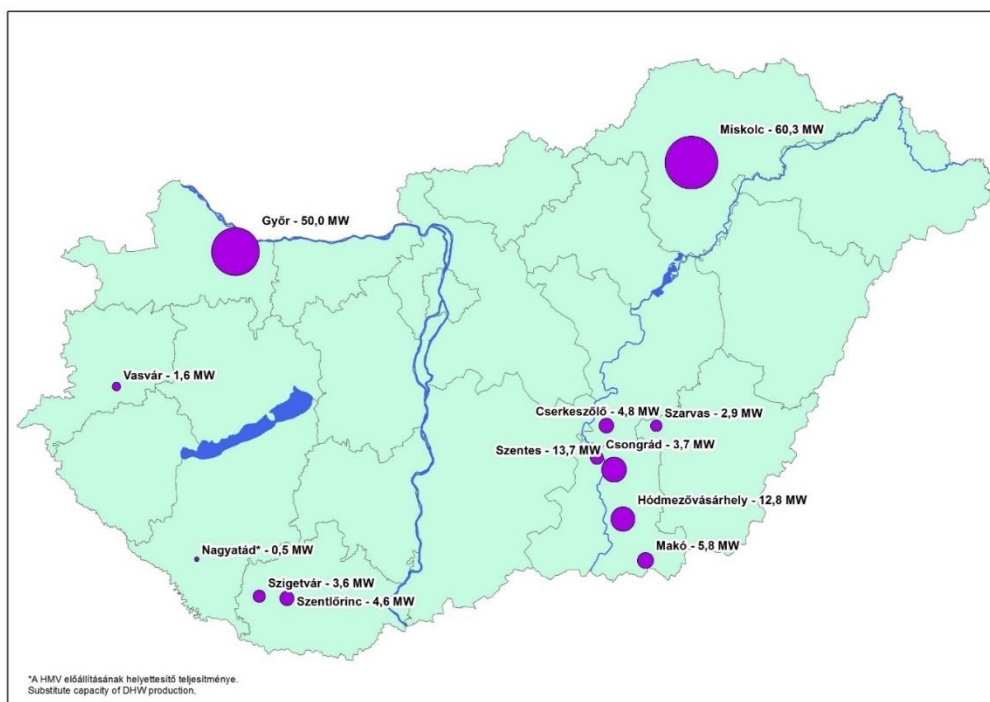 Miskolc - 60,3 MW
Győr - 50,0 MW
Vasvár - 1,6 MW
Cserkeszőlő - 4,8 MW
Szarvas - 2,9 MW
Csongrád - 3,7 MW
Szentes - 13,7 MW
Hódmezővásárhely - 12,8 MW
Nagyatád* - 0,5 MW
Makó - 5,8 MW
Szigetvár - 3,6 MW
Szentlőrinc - 4,6 MW
*A HMV előállításának helyettesítő teljesítménye.
Substitute capacity of DHW production.